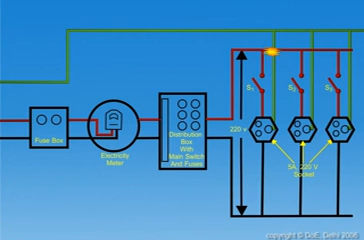 S1
S2
S3
220 v
Fuse Box
Electricity
Meter
Distribution
Box
With
Main Switch
And Fuses
5A, 220 V
Socket
copyright © DoE, Delhi 2006